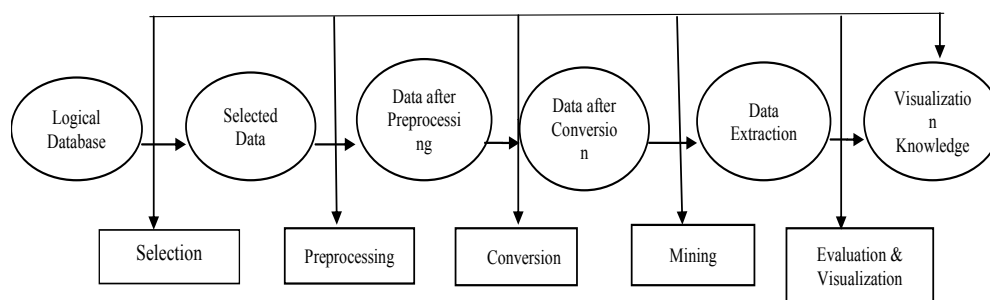 Logical
Database
Selected
Data
Data after
Preprocessi
ng
Data after
Conversio
n
Data
Extraction
Visualizatio
n
Knowledge
Selection
Preprocessing
Conversion
Mining
Evaluation &
Visualization